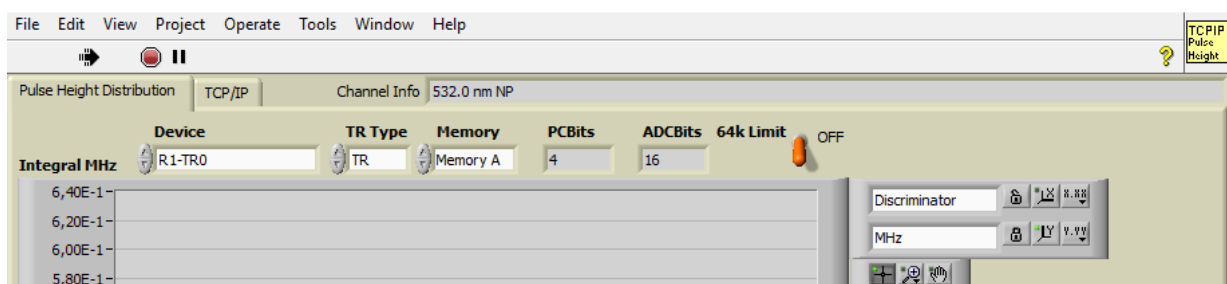 File Edit View Project Operate Tools Window Help
TCPIP
Pulse
Height
Pulse Height Distribution TCP/IP Channel Info 532.0 nm NP
Device TR Type Memory PCBits ADCBits 64k Limit OFF
Integral MHz R1-TR0 TR Memory A 4 16
6,40E-1
6,20E-1
6,00E-1
5,80E-1
Discriminator X X.XX
MHz Y Y.YY